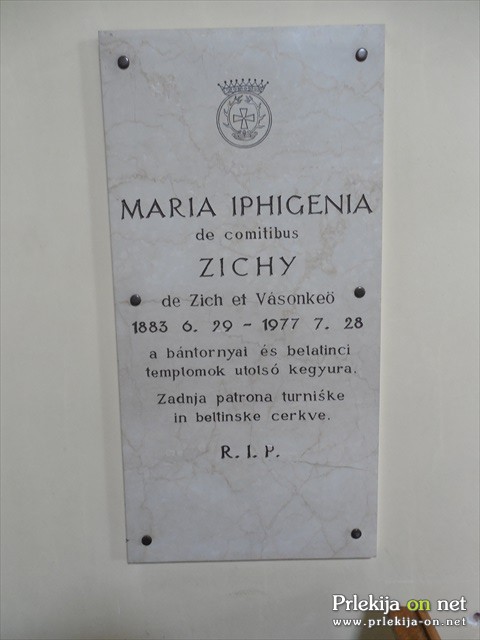 MARIA IPHIGENIA
de comitibus
ZICHY
de Zich et Vásonkeö
1883 6. 29 - 1977 7. 28
a bántornyai és belatinci
templomok utolsó kegyura.
Zadnja patrona turniške
in beltinske cerkve.
R. I. P.
Prlekija on net
www.prlekija-on.net